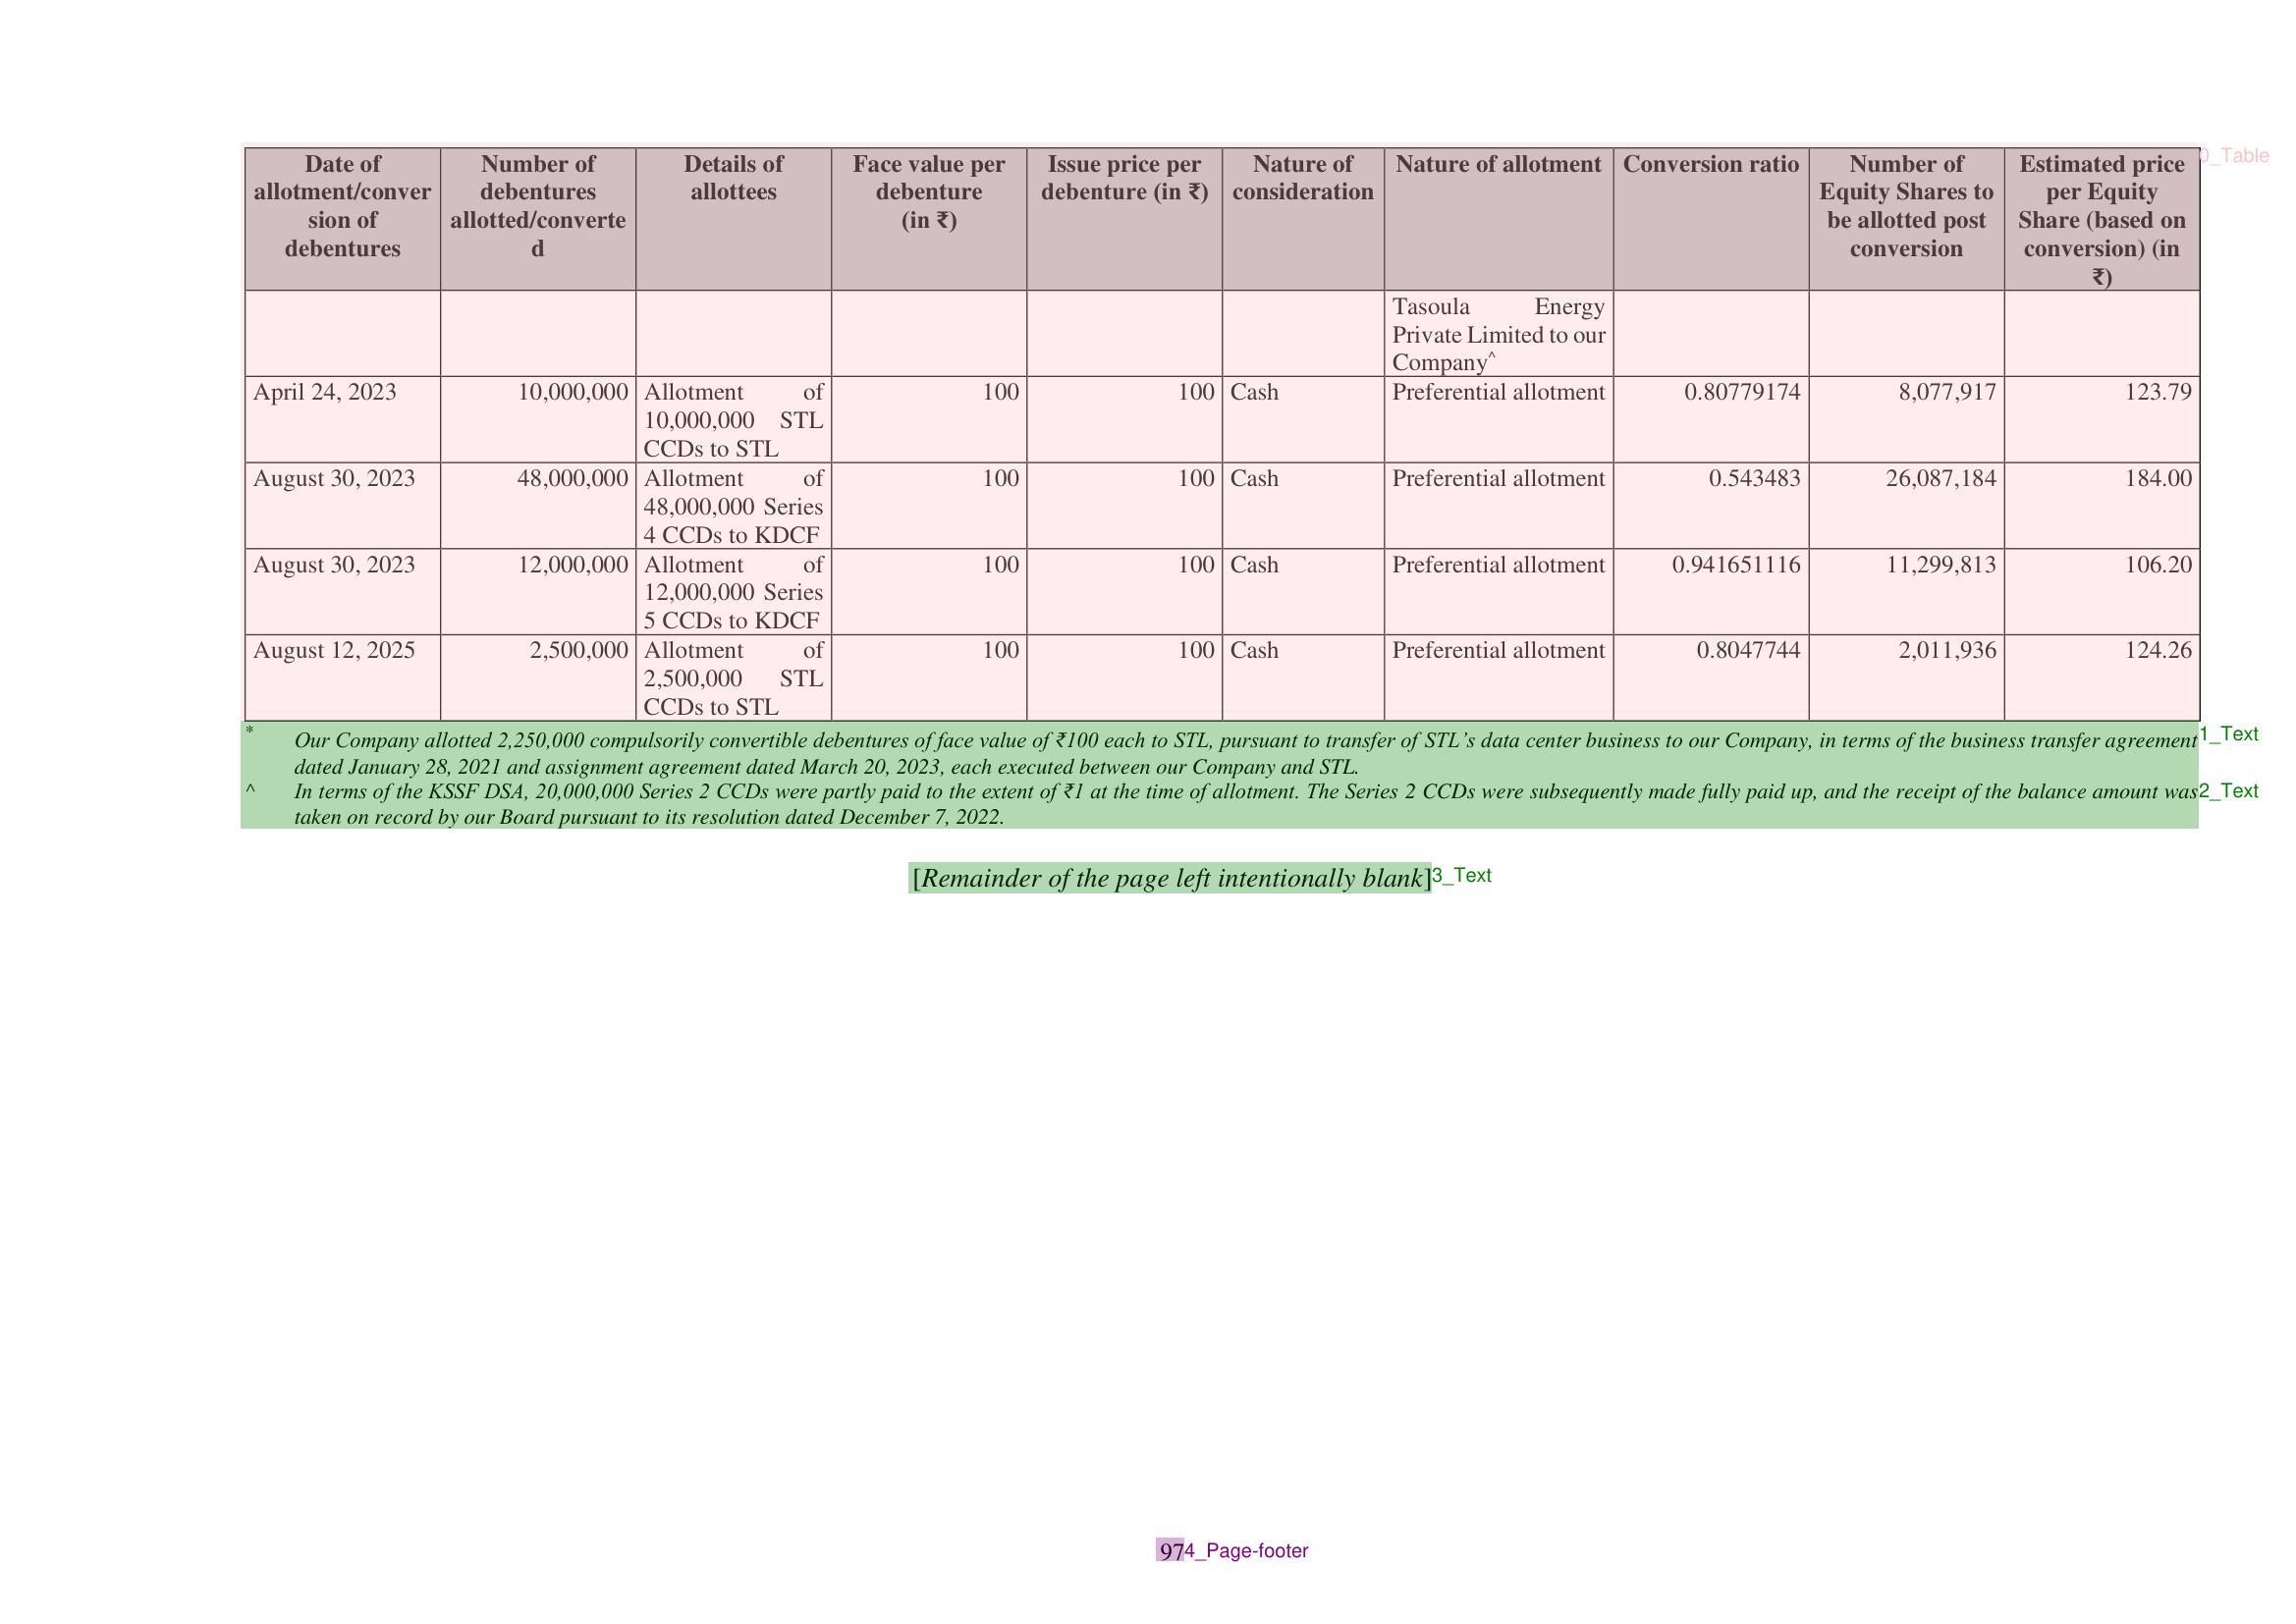 Date of allotment/conver sion of debentures | Number of debentures allotted/converte d | Details of allottees | Face value per debenture (in ₹) | Issue price per debenture (in ₹) | Nature of consideration | Nature of allotment | Conversion ratio | Number of Equity Shares to be allotted post conversion | Estimated price per Equity Share (based on conversion) (in ₹)
0_Table
Tasoula Energy Private Limited to our Company^
April 24, 2023 | 10,000,000 | Allotment of 10,000,000 STL CCDs to STL | 100 | 100 | Cash | Preferential allotment | 0.80779174 | 8,077,917 | 123.79
August 30, 2023 | 48,000,000 | Allotment of 48,000,000 Series 4 CCDs to KDCF | 100 | 100 | Cash | Preferential allotment | 0.543483 | 26,087,184 | 184.00
August 30, 2023 | 12,000,000 | Allotment of 12,000,000 Series 5 CCDs to KDCF | 100 | 100 | Cash | Preferential allotment | 0.941651116 | 11,299,813 | 106.20
August 12, 2025 | 2,500,000 | Allotment of 2,500,000 STL CCDs to STL | 100 | 100 | Cash | Preferential allotment | 0.8047744 | 2,011,936 | 124.26
* Our Company allotted 2,250,000 compulsorily convertible debentures of face value of ₹100 each to STL, pursuant to transfer of STL’s data center business to our Company, in terms of the business transfer agreement 1_Text
dated January 28, 2021 and assignment agreement dated March 20, 2023, each executed between our Company and STL.
^ In terms of the KSSF DSA, 20,000,000 Series 2 CCDs were partly paid to the extent of ₹1 at the time of allotment. The Series 2 CCDs were subsequently made fully paid up, and the receipt of the balance amount was 2_Text
taken on record by our Board pursuant to its resolution dated December 7, 2022.
[Remainder of the page left intentionally blank] 3_Text
97 4_Page-footer